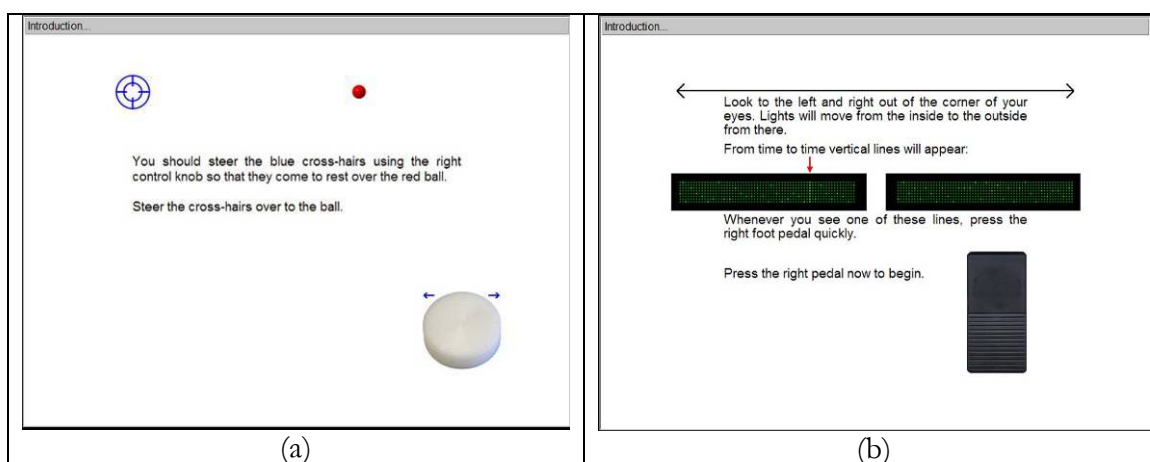 Introduction...
You should steer the blue cross-hairs using the right
control knob so that they come to rest over the red ball.
Steer the cross-hairs over to the ball.
(a)
Introduction...
Look to the left and right out of the corner of your
eyes. Lights will move from the inside to the outside
from there.
From time to time vertical lines will appear:
Whenever you see one of these lines, press the
right foot pedal quickly.
Press the right pedal now to begin.
(b)